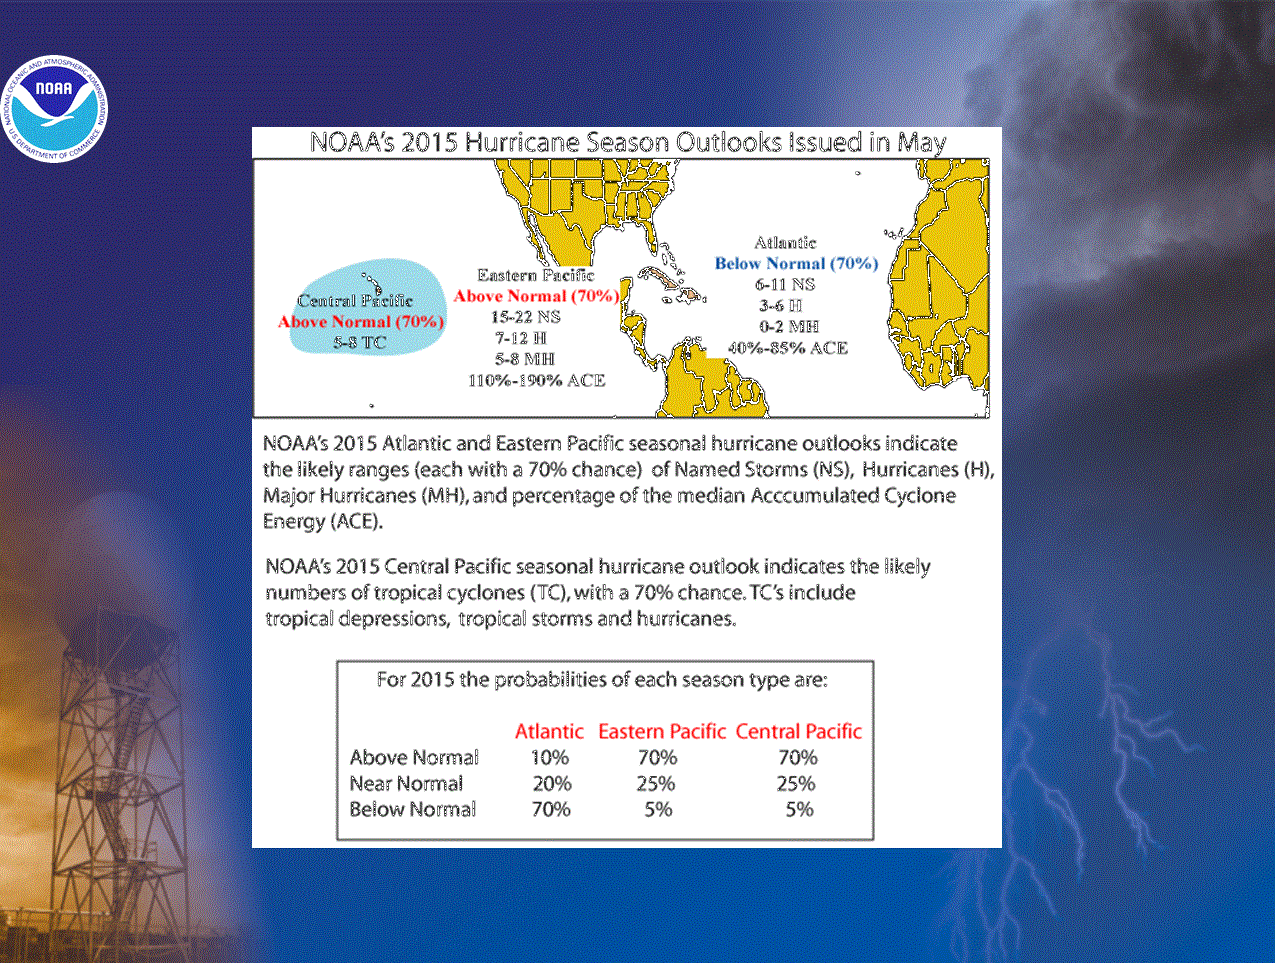 NATIONAL OCEANIC AND ATMOSPHERIC ADMINISTRATION
NOAA
U.S. DEPARTMENT OF COMMERCE
NOAA's 2015 Hurricane Season Outlooks Issued in May
Atlantic
Below Normal (70%)
6-11 NS
3-6 H
0-2 MH
40%-85% ACE
Eastern Pacific
Above Normal (70%)
15-22 NS
7-12 H
5-8 MH
110%-190% ACE
Central Pacific
Above Normal (70%)
5-8 TC
NOAA's 2015 Atlantic and Eastern Pacific seasonal hurricane outlooks indicate
the likely ranges (each with a 70% chance) of Named Storms (NS), Hurricanes (H),
Major Hurricanes (MH), and percentage of the median Acccumulated Cyclone
Energy (ACE).
NOAA's 2015 Central Pacific seasonal hurricane outlook indicates the likely
numbers of tropical cyclones (TC), with a 70% chance. TC's include
tropical depressions, tropical storms and hurricanes.
For 2015 the probabilities of each season type are:
Atlantic Eastern Pacific Central Pacific
Above Normal 10% 70% 70%
Near Normal 20% 25% 25%
Below Normal 70% 5% 5%